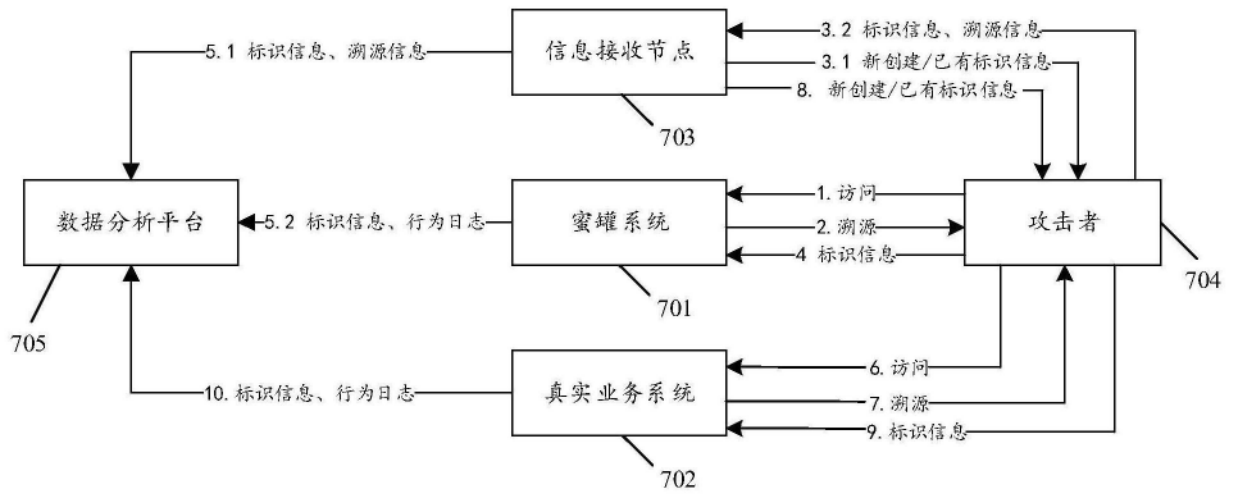 信息接收节点
3.2 标识信息、溯源信息
5.1 标识信息、溯源信息
3.1 新创建/已有标识信息
8. 新创建/已有标识信息
703
1.访问
数据分析平台
5.2 标识信息、行为日志
蜜罐系统
2.溯源
攻击者
4 标识信息
704
701
705
6.访问
10.标识信息、行为日志
真实业务系统
7.溯源
9.标识信息
702